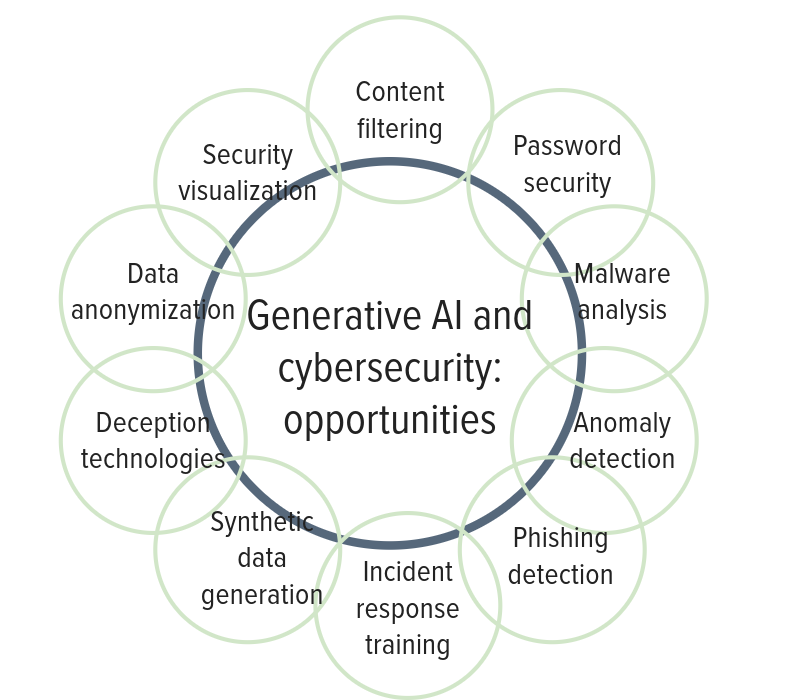 Content
filtering
Password
security
Malware
analysis
Anomaly
detection
Phishing
detection
Incident
response
training
Synthetic
data
generation
Deception
technologies
Data
anonymization
Security
visualization
Generative AI and
cybersecurity:
opportunities